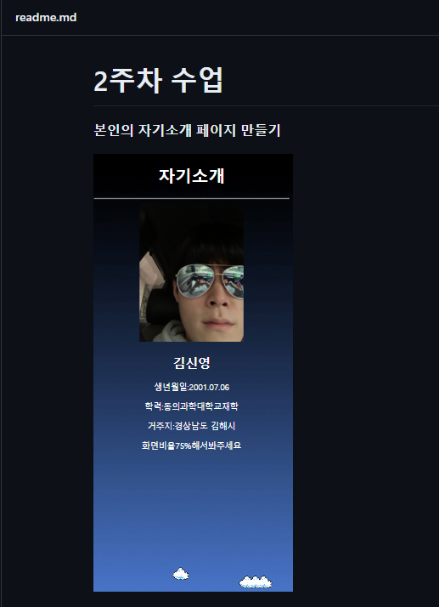 readme.md
2주차 수업
본인의 자기소개 페이지 만들기
자기소개
김신영
생년월일:2001.07.06
학력:동의과학대학교재학
거주지:경상남도 김해시
화면비율75%해서봐주세요